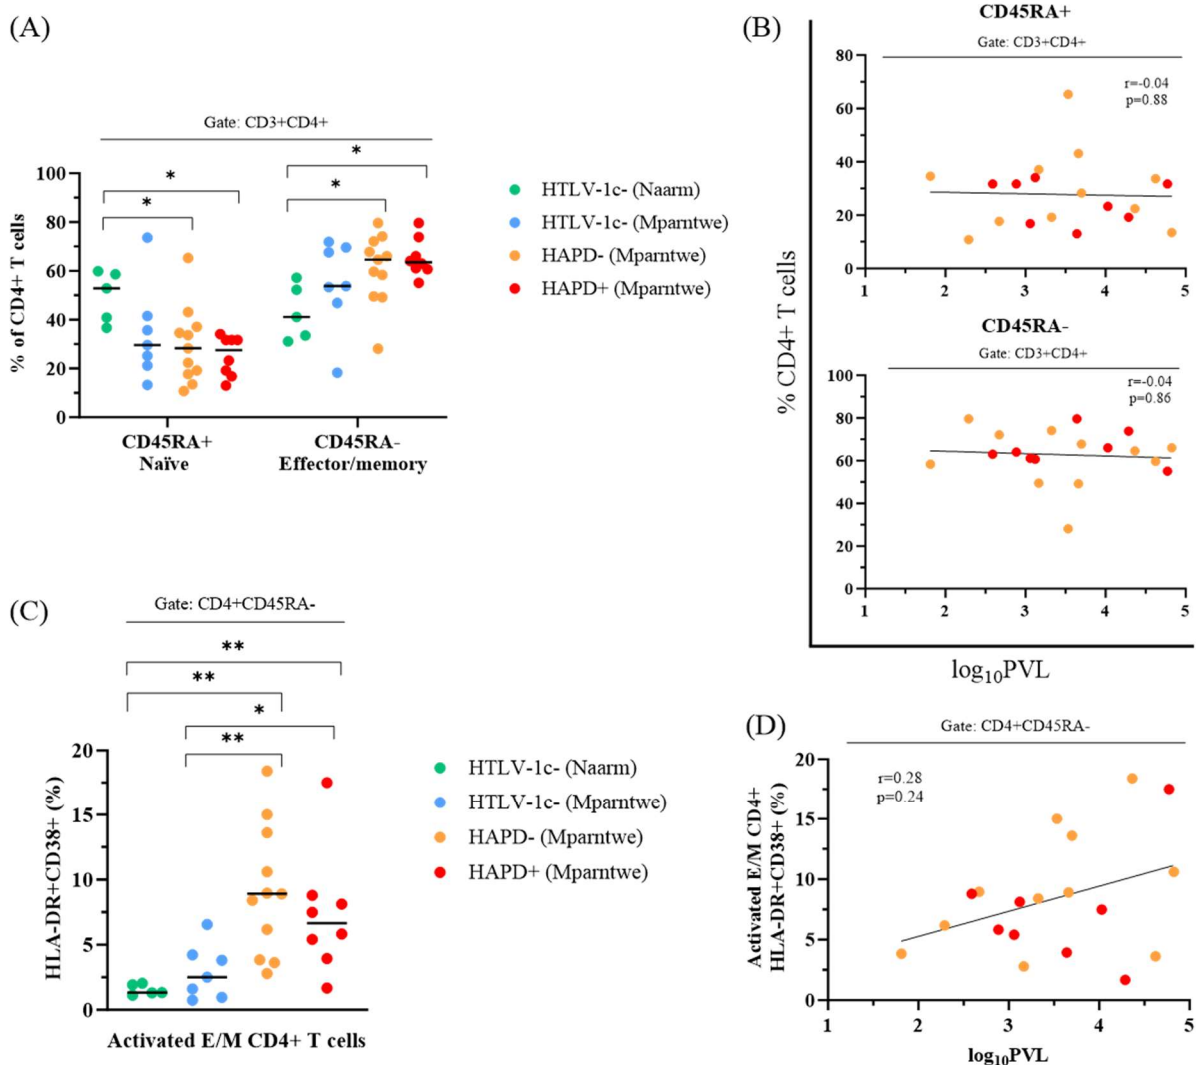 (A)
Gate: CD3+CD4+
*
*
*
*
% of CD4+ T cells
100
80
60
40
20
0
CD45RA+
Naïve
CD45RA-
Effector/memory
HTLV-1c- (Naarm)
HTLV-1c- (Mparntwe)
HAPD- (Mparntwe)
HAPD+ (Mparntwe)
(B)
CD45RA+
Gate: CD3+CD4+
r=-0.04
p=0.88
80
60
40
20
0
1 2 3 4 5
% CD4+ T cells
CD45RA-
Gate: CD3+CD4+
r=-0.04
p=0.86
100
80
60
40
20
0
1 2 3 4 5
log10PVL
(C)
Gate: CD4+CD45RA-
**
**
*
**
HLA-DR+CD38+ (%)
20
15
10
5
0
Activated E/M CD4+ T cells
HTLV-1c- (Naarm)
HTLV-1c- (Mparntwe)
HAPD- (Mparntwe)
HAPD+ (Mparntwe)
(D)
Gate: CD4+CD45RA-
r=0.28
p=0.24
Activated E/M CD4+
HLA-DR+CD38+ (%)
20
15
10
5
0
1 2 3 4 5
log10PVL